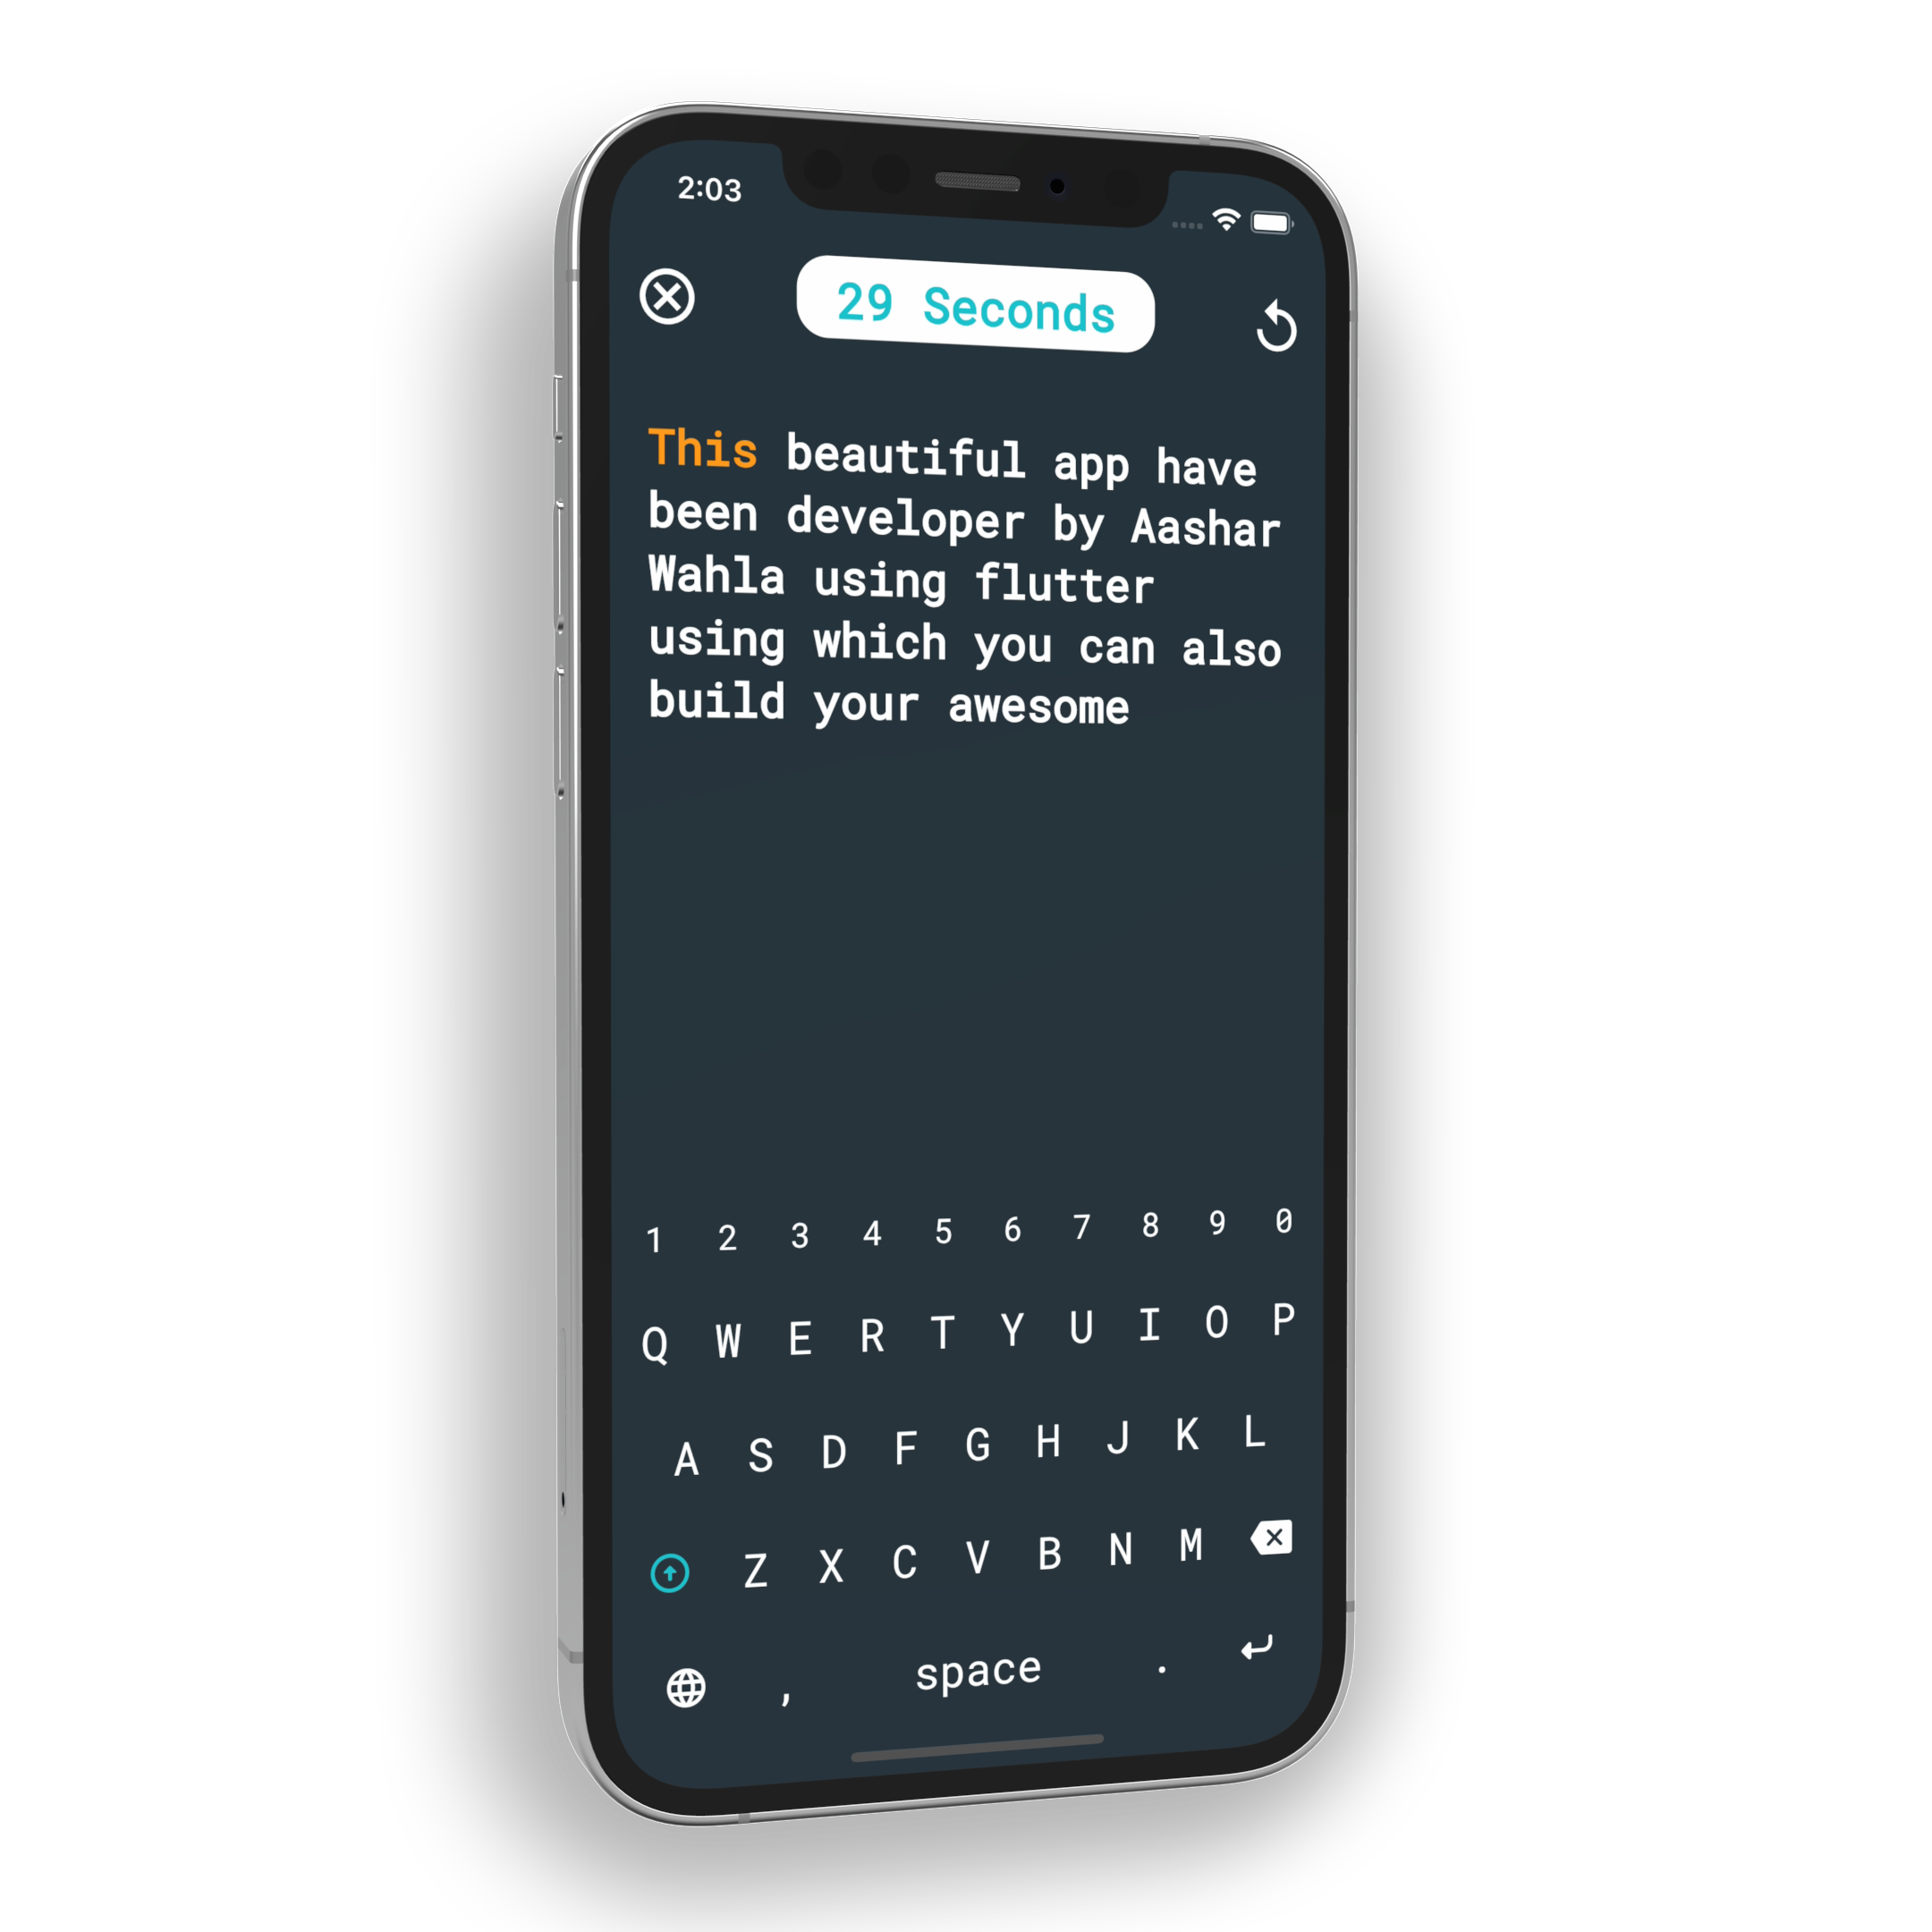 2:03
29 Seconds
This beautiful app have
been developer by Aashar
Wahla using flutter
using which you can also
build your awesome
1 2 3 4 5 6 7 8 9 0
Q W E R T Y U I O P
A S D F G H J K L
Z X C V B N M
, space .